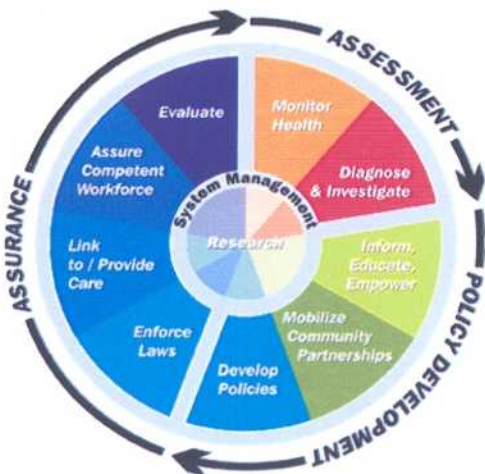 ASSESSMENT
POLICY DEVELOPMENT
ASSURANCE
Monitor
Health
Diagnose
& Investigate
Inform,
Educate,
Empower
Mobilize
Community
Partnerships
Develop
Policies
Enforce
Laws
Link
to / Provide
Care
Assure
Competent
Workforce
Evaluate
System Management
Research